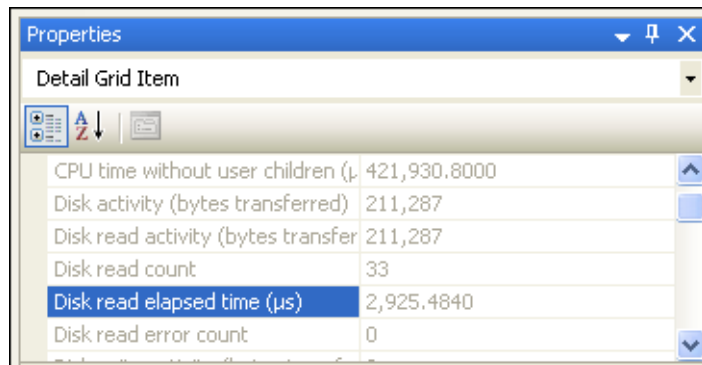 Properties
Detail Grid Item
A
Z
CPU time without user children (μ 421,930.8000
Disk activity (bytes transferred) 211,287
Disk read activity (bytes transfer 211,287
Disk read count 33
Disk read elapsed time (μs) 2,925.4840
Disk read error count 0